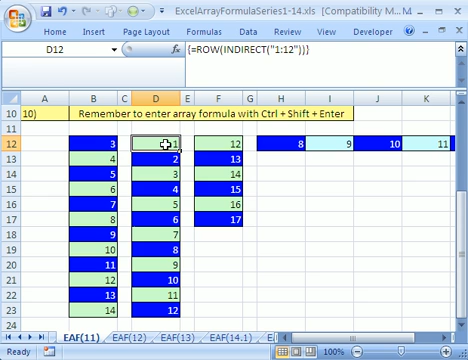 ExcelArrayFormulaSeries1-14.xls [Compatibility M...
Home Insert Page Layout Formulas Data Review View Developer
D12 fx {=ROW(INDIRECT("1:12"))}
A B C D E F G H I J K
10 10) Remember to enter array formula with Ctrl + Shift + Enter
11
12 3 1 12 8 9 10 11
13 4 2 13
14 5 3 14
15 6 4 15
16 7 5 16
17 8 6 17
18 9 7
19 10 8
20 11 9
21 12 10
22 13 11
23 14 12
24
EAF(11) EAF(12) EAF(13) EAF(14.1)
Ready 100%